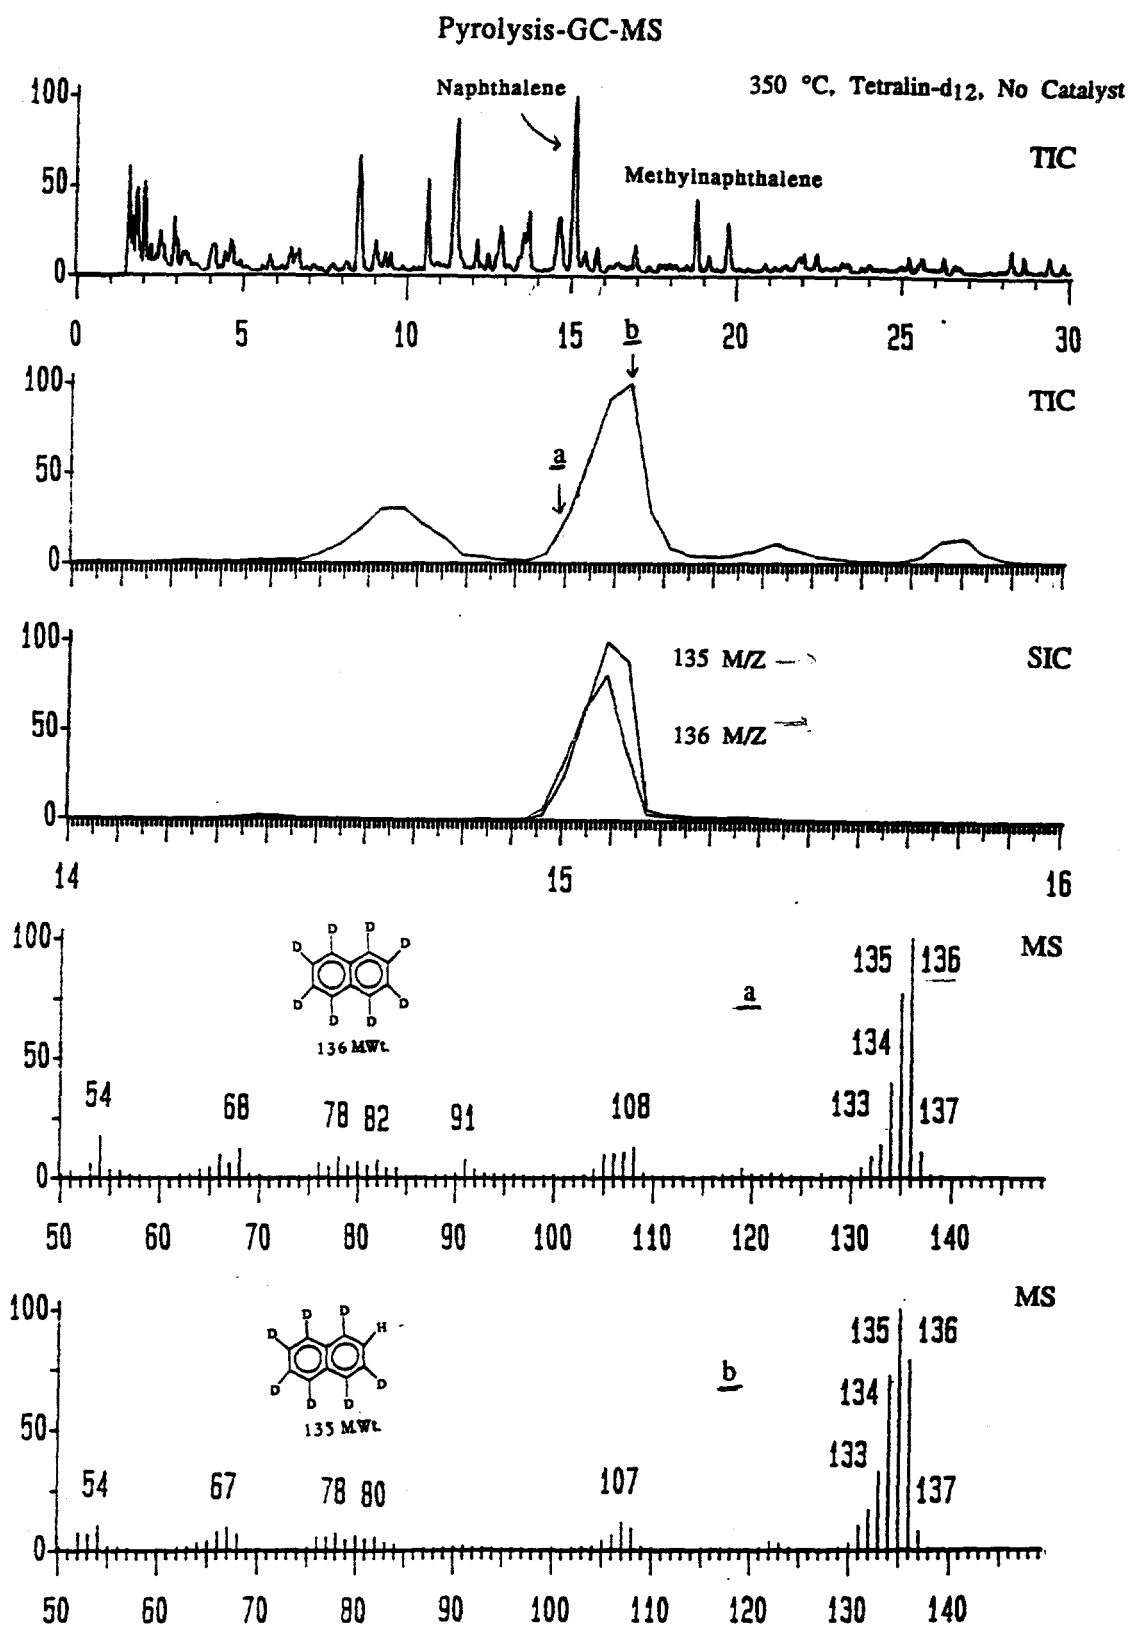 Pyrolysis-GC-MS
100 Naphthalene 350 °C, Tetralin-d12, No Catalyst
TIC
50 Methylnaphthalene
0
0 5 10 15 20 25 30
b
100 TIC
a
50
0
100 135 M/Z SIC
50 136 M/Z
0
14 15 16
100 D D D D 135 136 MS
a
D D D D 134
136 MWt.
50
54 68 78 82 91 108 133 137
0
50 60 70 80 90 100 110 120 130 140
MS
100 D D D H 135 136
b
D D D D 134
135 MWt.
50
133
54 67 78 80 107 137
0
50 60 70 80 90 100 110 120 130 140